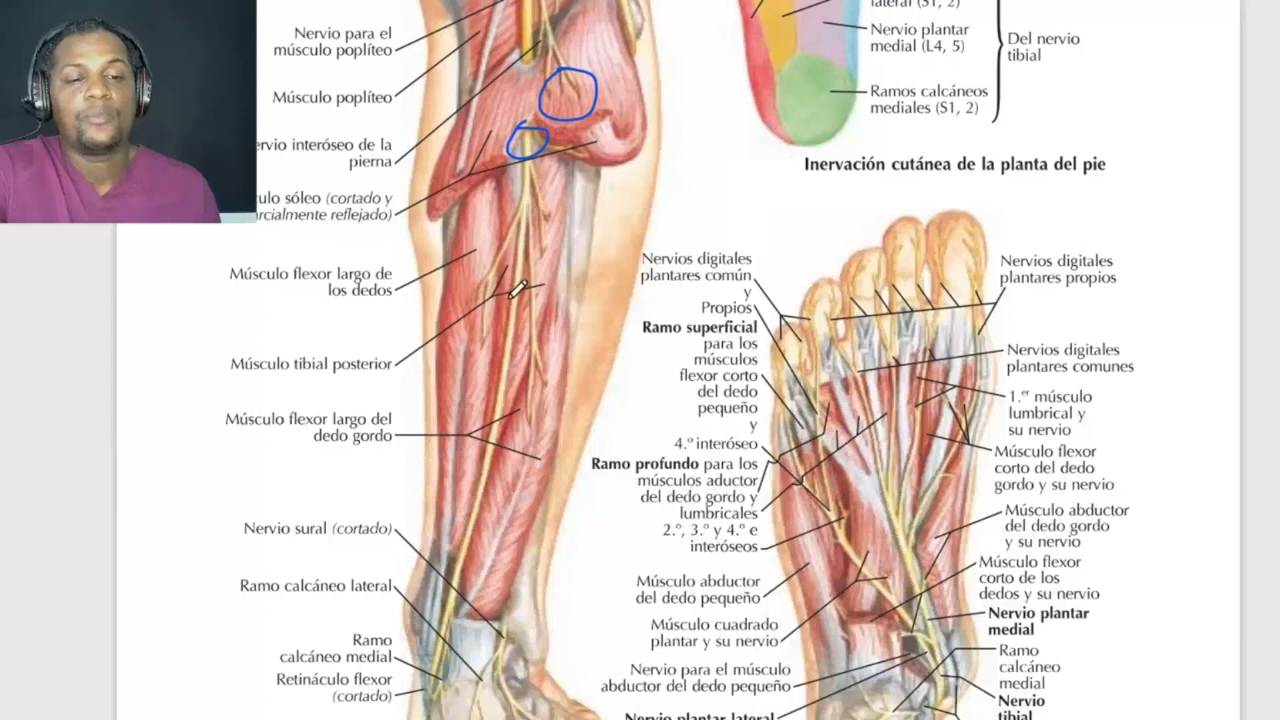 Nervio para el
músculo poplíteo
Músculo poplíteo
ervio interóseo de la
pierna
ulo sóleo (cortado y
arcialmente reflejado)
Músculo flexor largo de
los dedos
Músculo tibial posterior
Músculo flexor largo del
dedo gordo
Nervio sural (cortado)
Ramo calcáneo lateral
Ramo
calcáneo medial
Retináculo flexor
(cortado)
lateral (S1, 2)
Nervio plantar
medial (L4, 5)
Ramos calcáneos
mediales (S1, 2)
Del nervio
tibial
Inervación cutánea de la planta del pie
Nervios digitales
plantares común
y
Propios
Ramo superficial
para los
músculos
flexor corto
del dedo
pequeño
y
4.º interóseo
Ramo profundo para los
músculos aductor
del dedo gordo y
lumbricales
2.º, 3.º y 4.º e
interóseos
Músculo abductor
del dedo pequeño
Músculo cuadrado
plantar y su nervio
Nervio para el músculo
abductor del dedo pequeño
Nervio plantar lateral
Nervios digitales
plantares propios
Nervios digitales
plantares comunes
1.er músculo
lumbrical y
su nervio
Músculo flexor
corto del dedo
gordo y su nervio
Músculo abductor
del dedo gordo
y su nervio
Músculo flexor
corto de los
dedos y su nervio
Nervio plantar
medial
Ramo
calcáneo
medial
Nervio
tibial